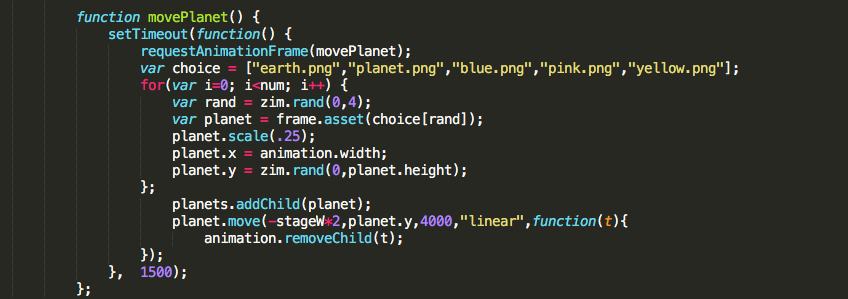 function movePlanet() {
setTimeout(function() {
requestAnimationFrame(movePlanet);
var choice = ["earth.png","planet.png","blue.png","pink.png","yellow.png"];
for(var i=0; i<num; i++) {
var rand = zim.rand(0,4);
var planet = frame.asset(choice[rand]);
planet.scale(.25);
planet.x = animation.width;
planet.y = zim.rand(0,planet.height);
};
planets.addChild(planet);
planet.move(-stageW*2,planet.y,4000,"linear",function(t){
animation.removeChild(t);
});
}, 1500);
};